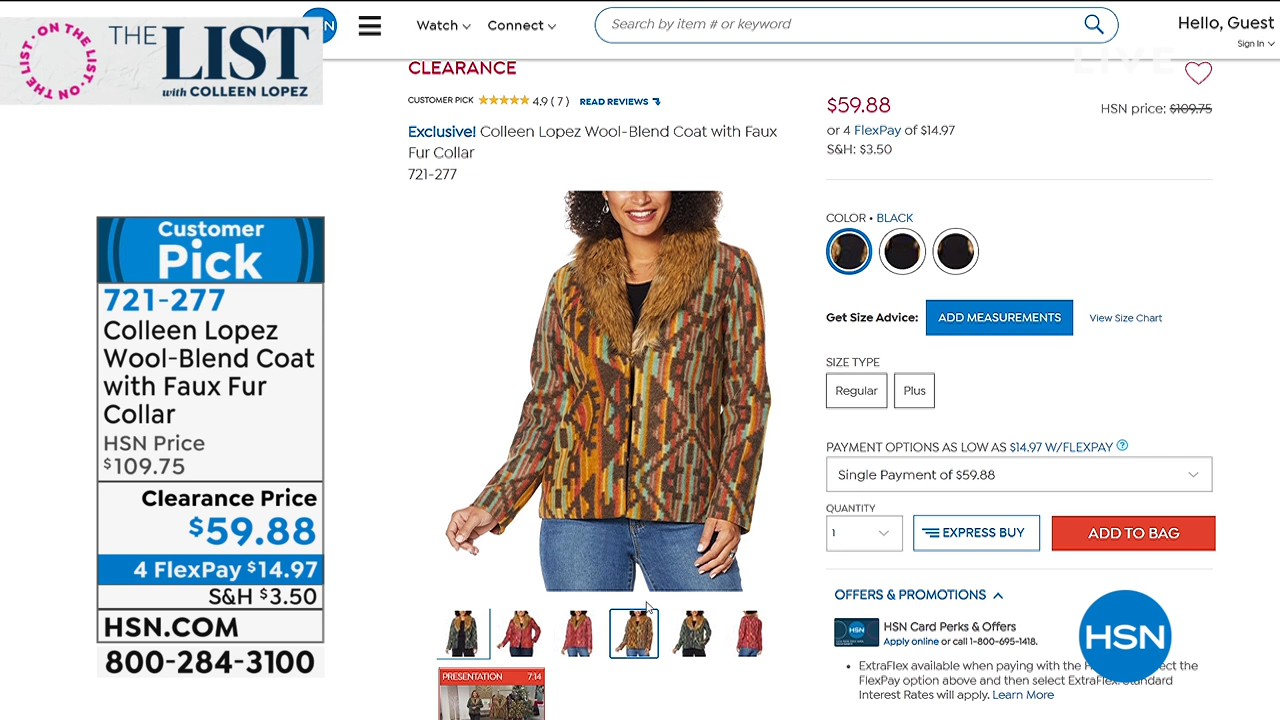 ON THE LIST • ON THE LIST •
THE LIST
with COLLEEN LOPEZ
Watch
Connect
Search by item # or keyword
Hello, Guest
Sign In
LIVE
CLEARANCE
CUSTOMER PICK
4.9 ( 7 )
READ REVIEWS
Exclusive! Colleen Lopez Wool-Blend Coat with Faux
Fur Collar
721-277
$59.88
HSN price: $109.75
or 4 FlexPay of $14.97
S&H: $3.50
COLOR • BLACK
Get Size Advice:
ADD MEASUREMENTS
View Size Chart
SIZE TYPE
Regular
Plus
PAYMENT OPTIONS AS LOW AS $14.97 W/FLEXPAY ?
Single Payment of $59.88
QUANTITY
1
EXPRESS BUY
ADD TO BAG
OFFERS & PROMOTIONS
HSN Card Perks & Offers
Apply online or call 1-800-695-1418.
• ExtraFlex available when paying with the H ect the
FlexPay option above and then select ExtraFlex. Standard
Interest Rates will apply. Learn More
HSN
PRESENTATION 7:14
Customer
Pick
721-277
Colleen Lopez
Wool-Blend Coat
with Faux Fur
Collar
HSN Price
$109.75
Clearance Price
$59.88
4 FlexPay $14.97
S&H $3.50
HSN.COM
800-284-3100